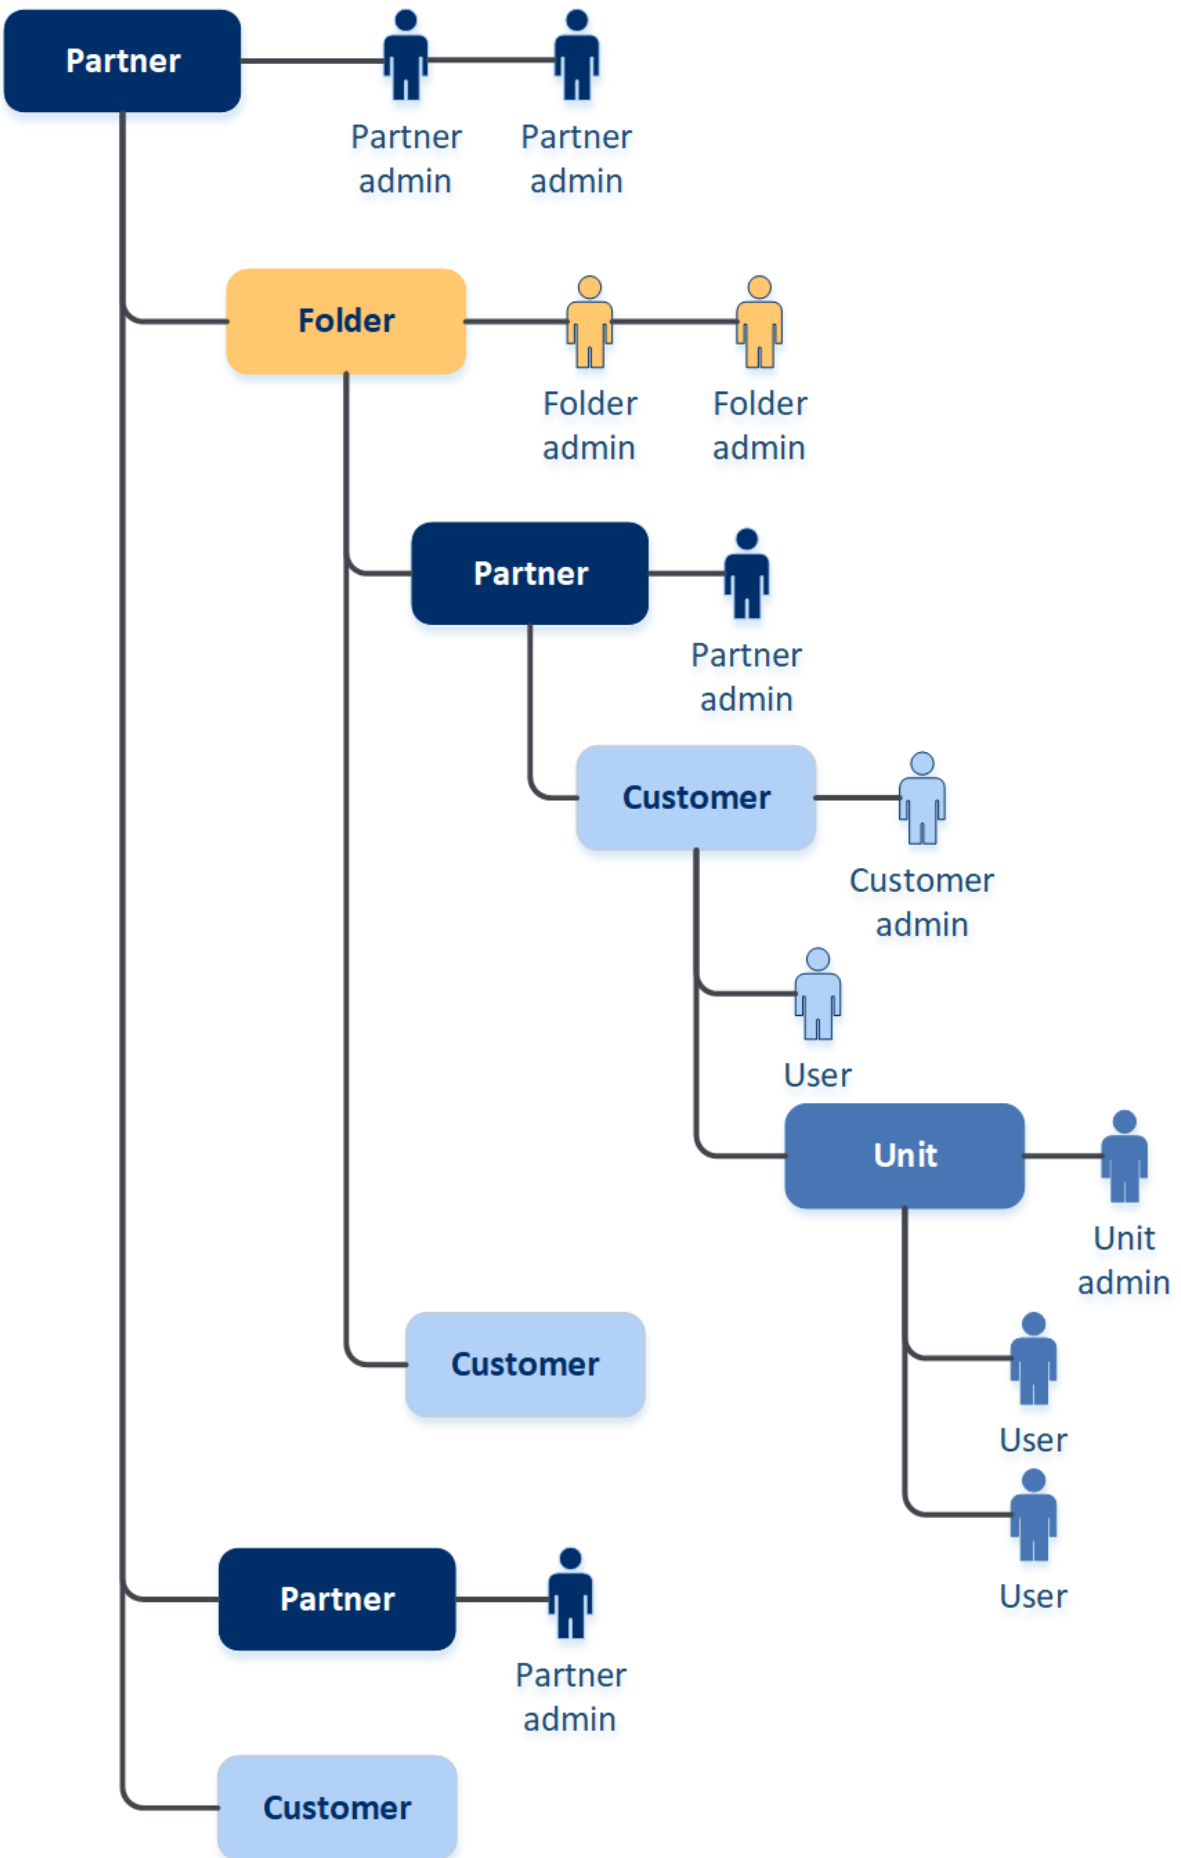 Partner
Partner Partner
admin admin
Folder
Folder Folder
admin admin
Partner
Partner
admin
Customer
Customer
admin
User
Unit
Unit
admin
User
Customer
User
Partner
Partner
admin
Customer